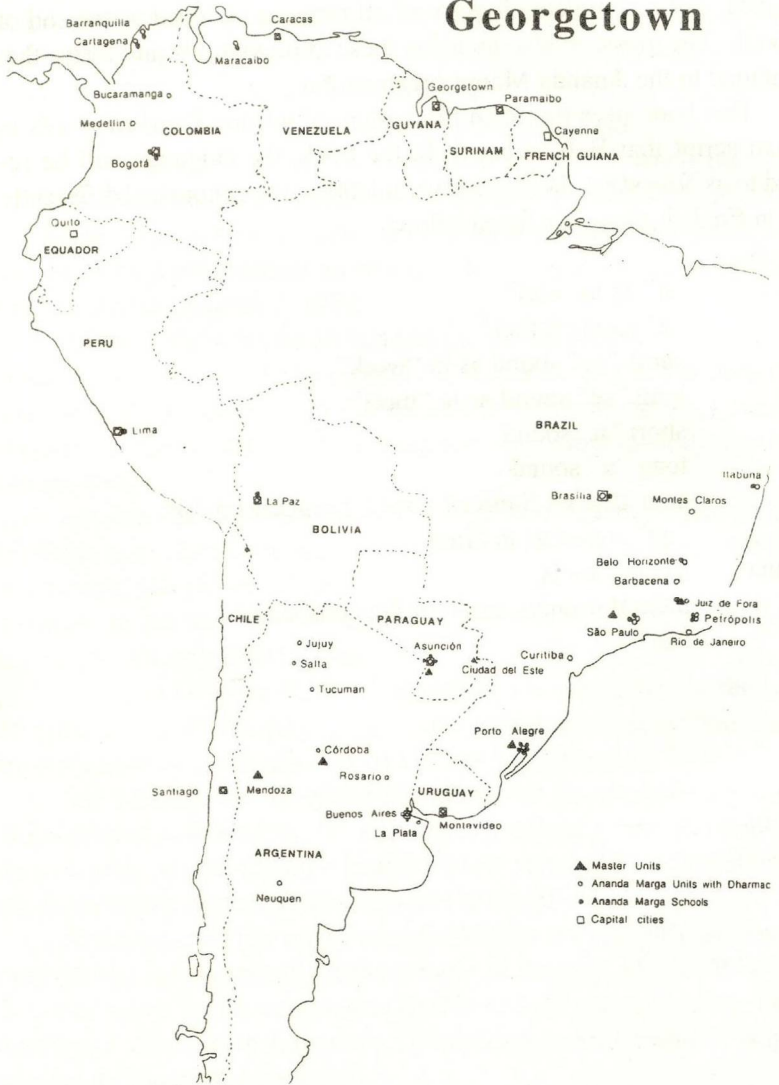 Georgetown
Barranquilla
Cartagena
Caracas
Maracaibo
Bucaramanga
Medellin
COLOMBIA
VENEZUELA
Georgetown
Paramaibo
GUYANA
Cayenne
SURINAM
FRENCH GUIANA
Bogotá
Quito
EQUADOR
PERU
Lima
BRAZIL
La Paz
BOLIVIA
Brasilia
Itabuna
Montes Claros
Belo Horizonte
Barbacena
Juiz de Fora
Petrópolis
São Paulo
Rio de Janeiro
CHILE
PARAGUAY
Jujuy
Asunción
Salta
Ciudad del Este
Curitiba
Tucuman
Porto Alegre
Córdoba
Rosario
Santiago
Mendoza
URUGUAY
Buenos Aires
Montevideo
La Plata
ARGENTINA
Neuquen
Master Units
Ananda Marga Units with Dharmac
Ananda Marga Schools
Capital cities